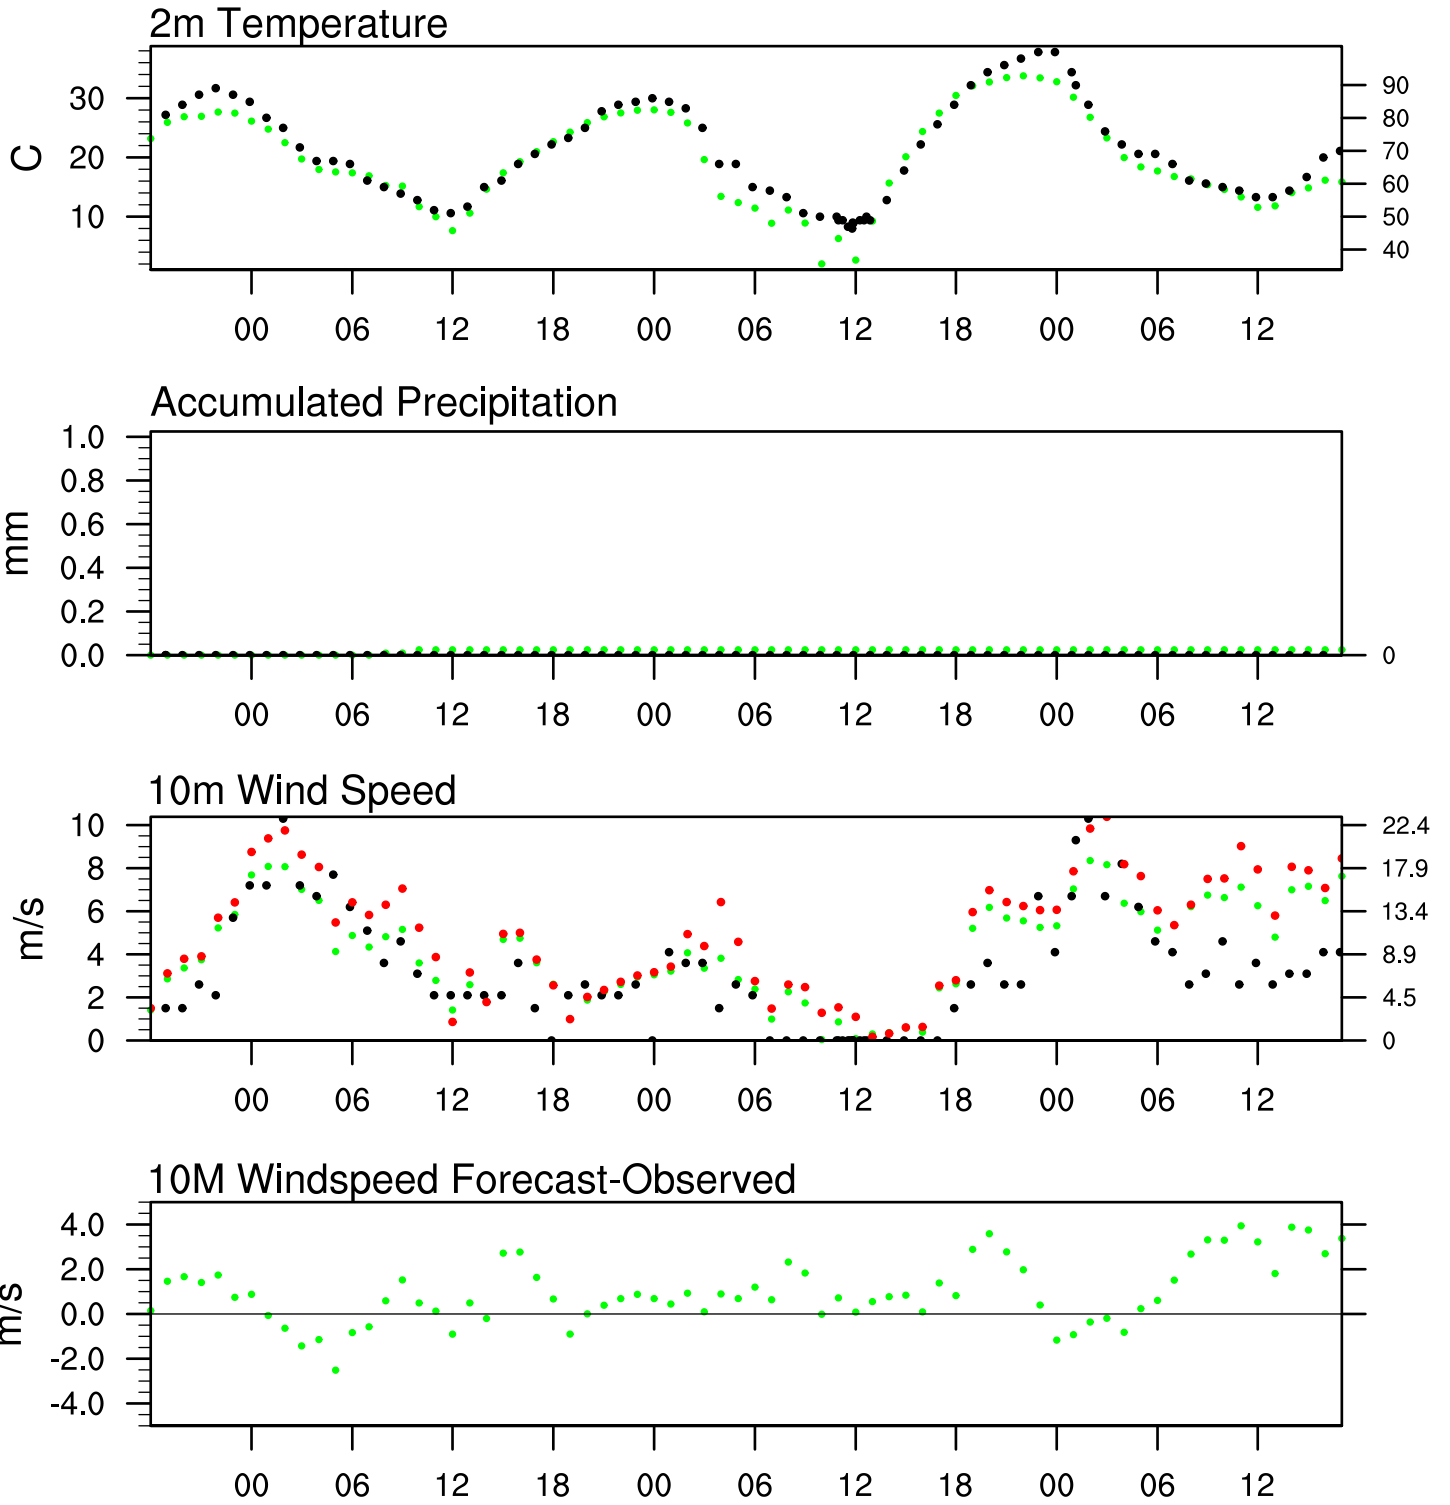 2m Temperature
C
30
20
10
90
80
70
60
50
40
00 06 12 18 00 06 12 18 00 06 12
Accumulated Precipitation
mm
1.0
0.8
0.6
0.4
0.2
0.0
0
00 06 12 18 00 06 12 18 00 06 12
10m Wind Speed
m/s
10
8
6
4
2
0
22.4
17.9
13.4
8.9
4.5
0
00 06 12 18 00 06 12 18 00 06 12
10M Windspeed Forecast-Observed
m/s
4.0
2.0
0.0
-2.0
-4.0
00 06 12 18 00 06 12 18 00 06 12